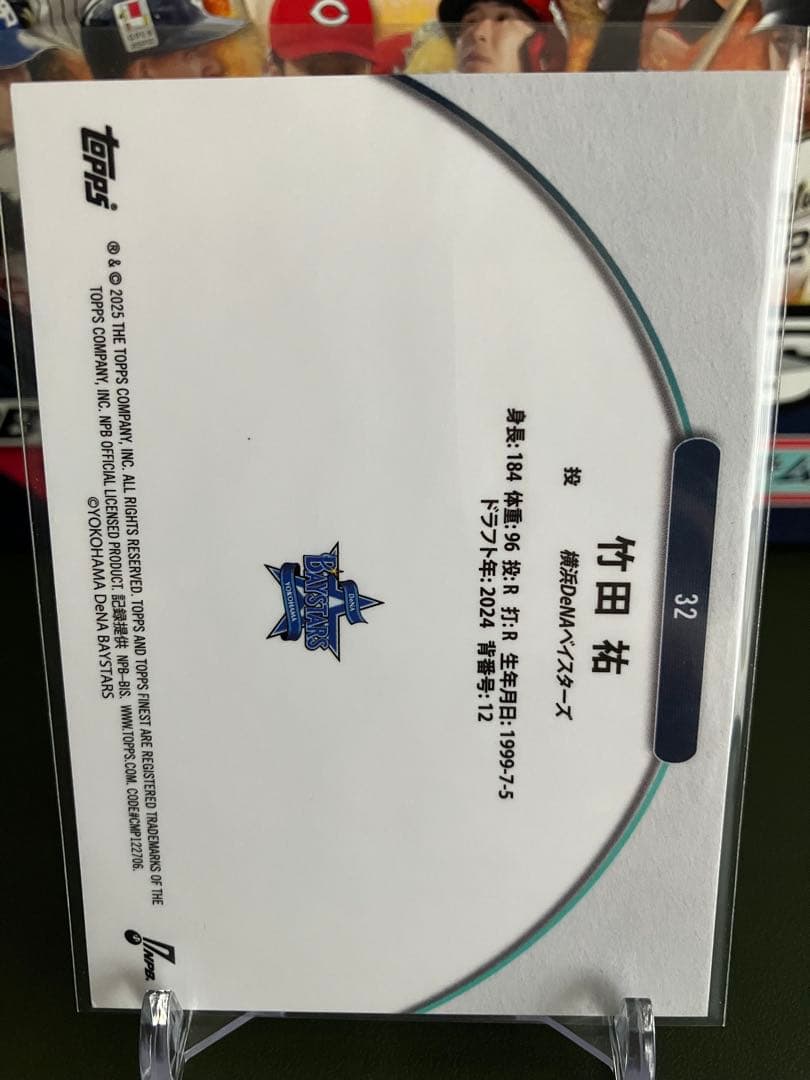 32
竹田 祐
投 横浜DeNAベイスターズ
身長: 184 体重: 96 投:R 打:R 生年月日: 1999-7-5
ドラフト年: 2024 背番号: 12
DeNA
BAYSTARS
YOKOHAMA
topps
® & © 2025 THE TOPPS COMPANY, INC. ALL RIGHTS RESERVED. TOPPS AND TOPPS FINEST ARE REGISTERED TRADEMARKS OF THE
TOPPS COMPANY, INC. NPB OFFICIAL LICENSED PRODUCT. 記録提供 NPB-BIS. WWW.TOPPS.COM. CODE#CMP122706.
©YOKOHAMA DeNA BAYSTARS
NPB